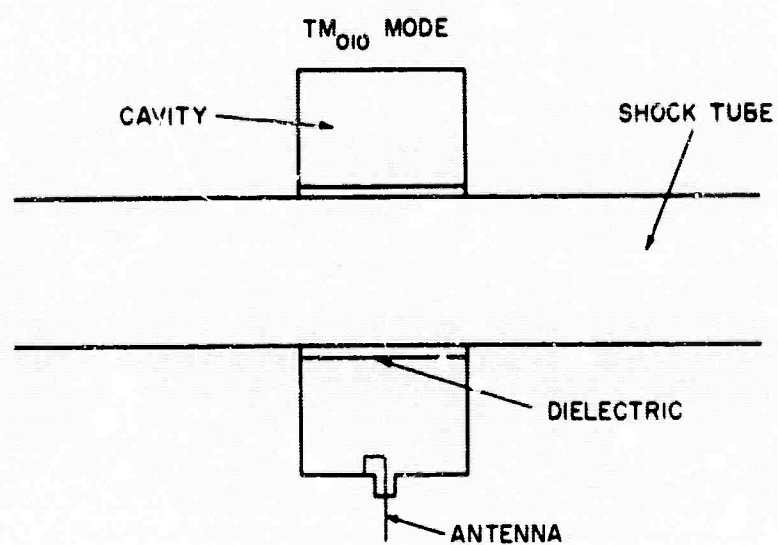 TM010 MODE
CAVITY
SHOCK TUBE
DIELECTRIC
ANTENNA